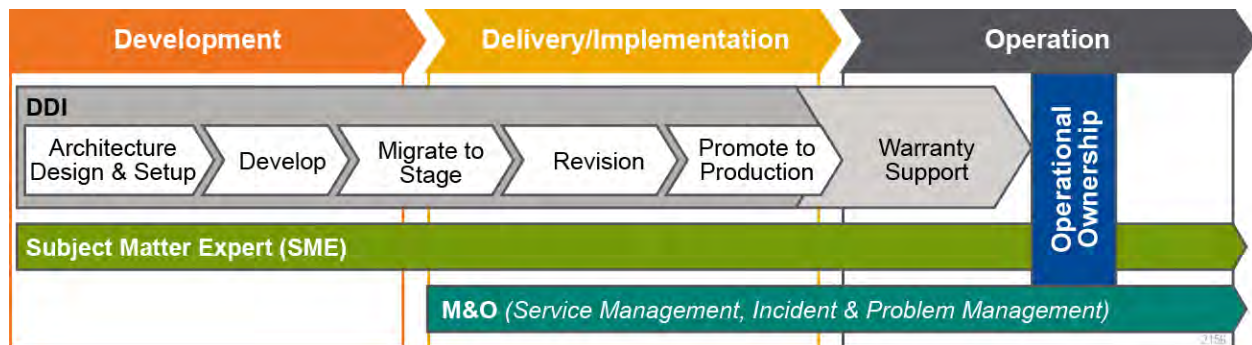 Development
Delivery/Implementation
Operation
DDI
Architecture
Design & Setup
Develop
Migrate to
Stage
Revision
Promote to
Production
Warranty
Support
Operational
Ownership
Subject Matter Expert (SME)
M&O (Service Management, Incident & Problem Management)
-2156